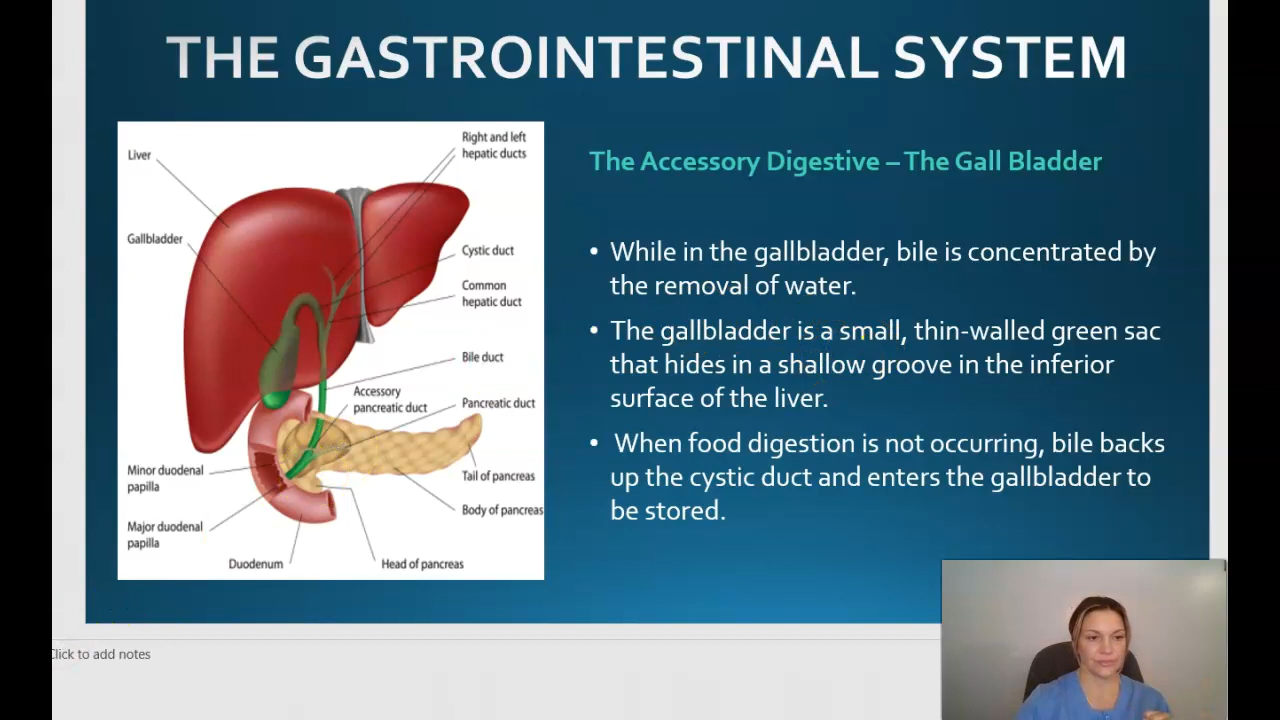 THE GASTROINTESTINAL SYSTEM
Liver
Right and left
hepatic ducts
Gallbladder
Cystic duct
Common
hepatic duct
Bile duct
Accessory
pancreatic duct
Pancreatic duct
Minor duodenal
papilla
Tail of pancreas
Major duodenal
papilla
Body of pancreas
Duodenum
Head of pancreas
The Accessory Digestive – The Gall Bladder
• While in the gallbladder, bile is concentrated by
the removal of water.
• The gallbladder is a small, thin-walled green sac
that hides in a shallow groove in the inferior
surface of the liver.
• When food digestion is not occurring, bile backs
up the cystic duct and enters the gallbladder to
be stored.
Click to add notes